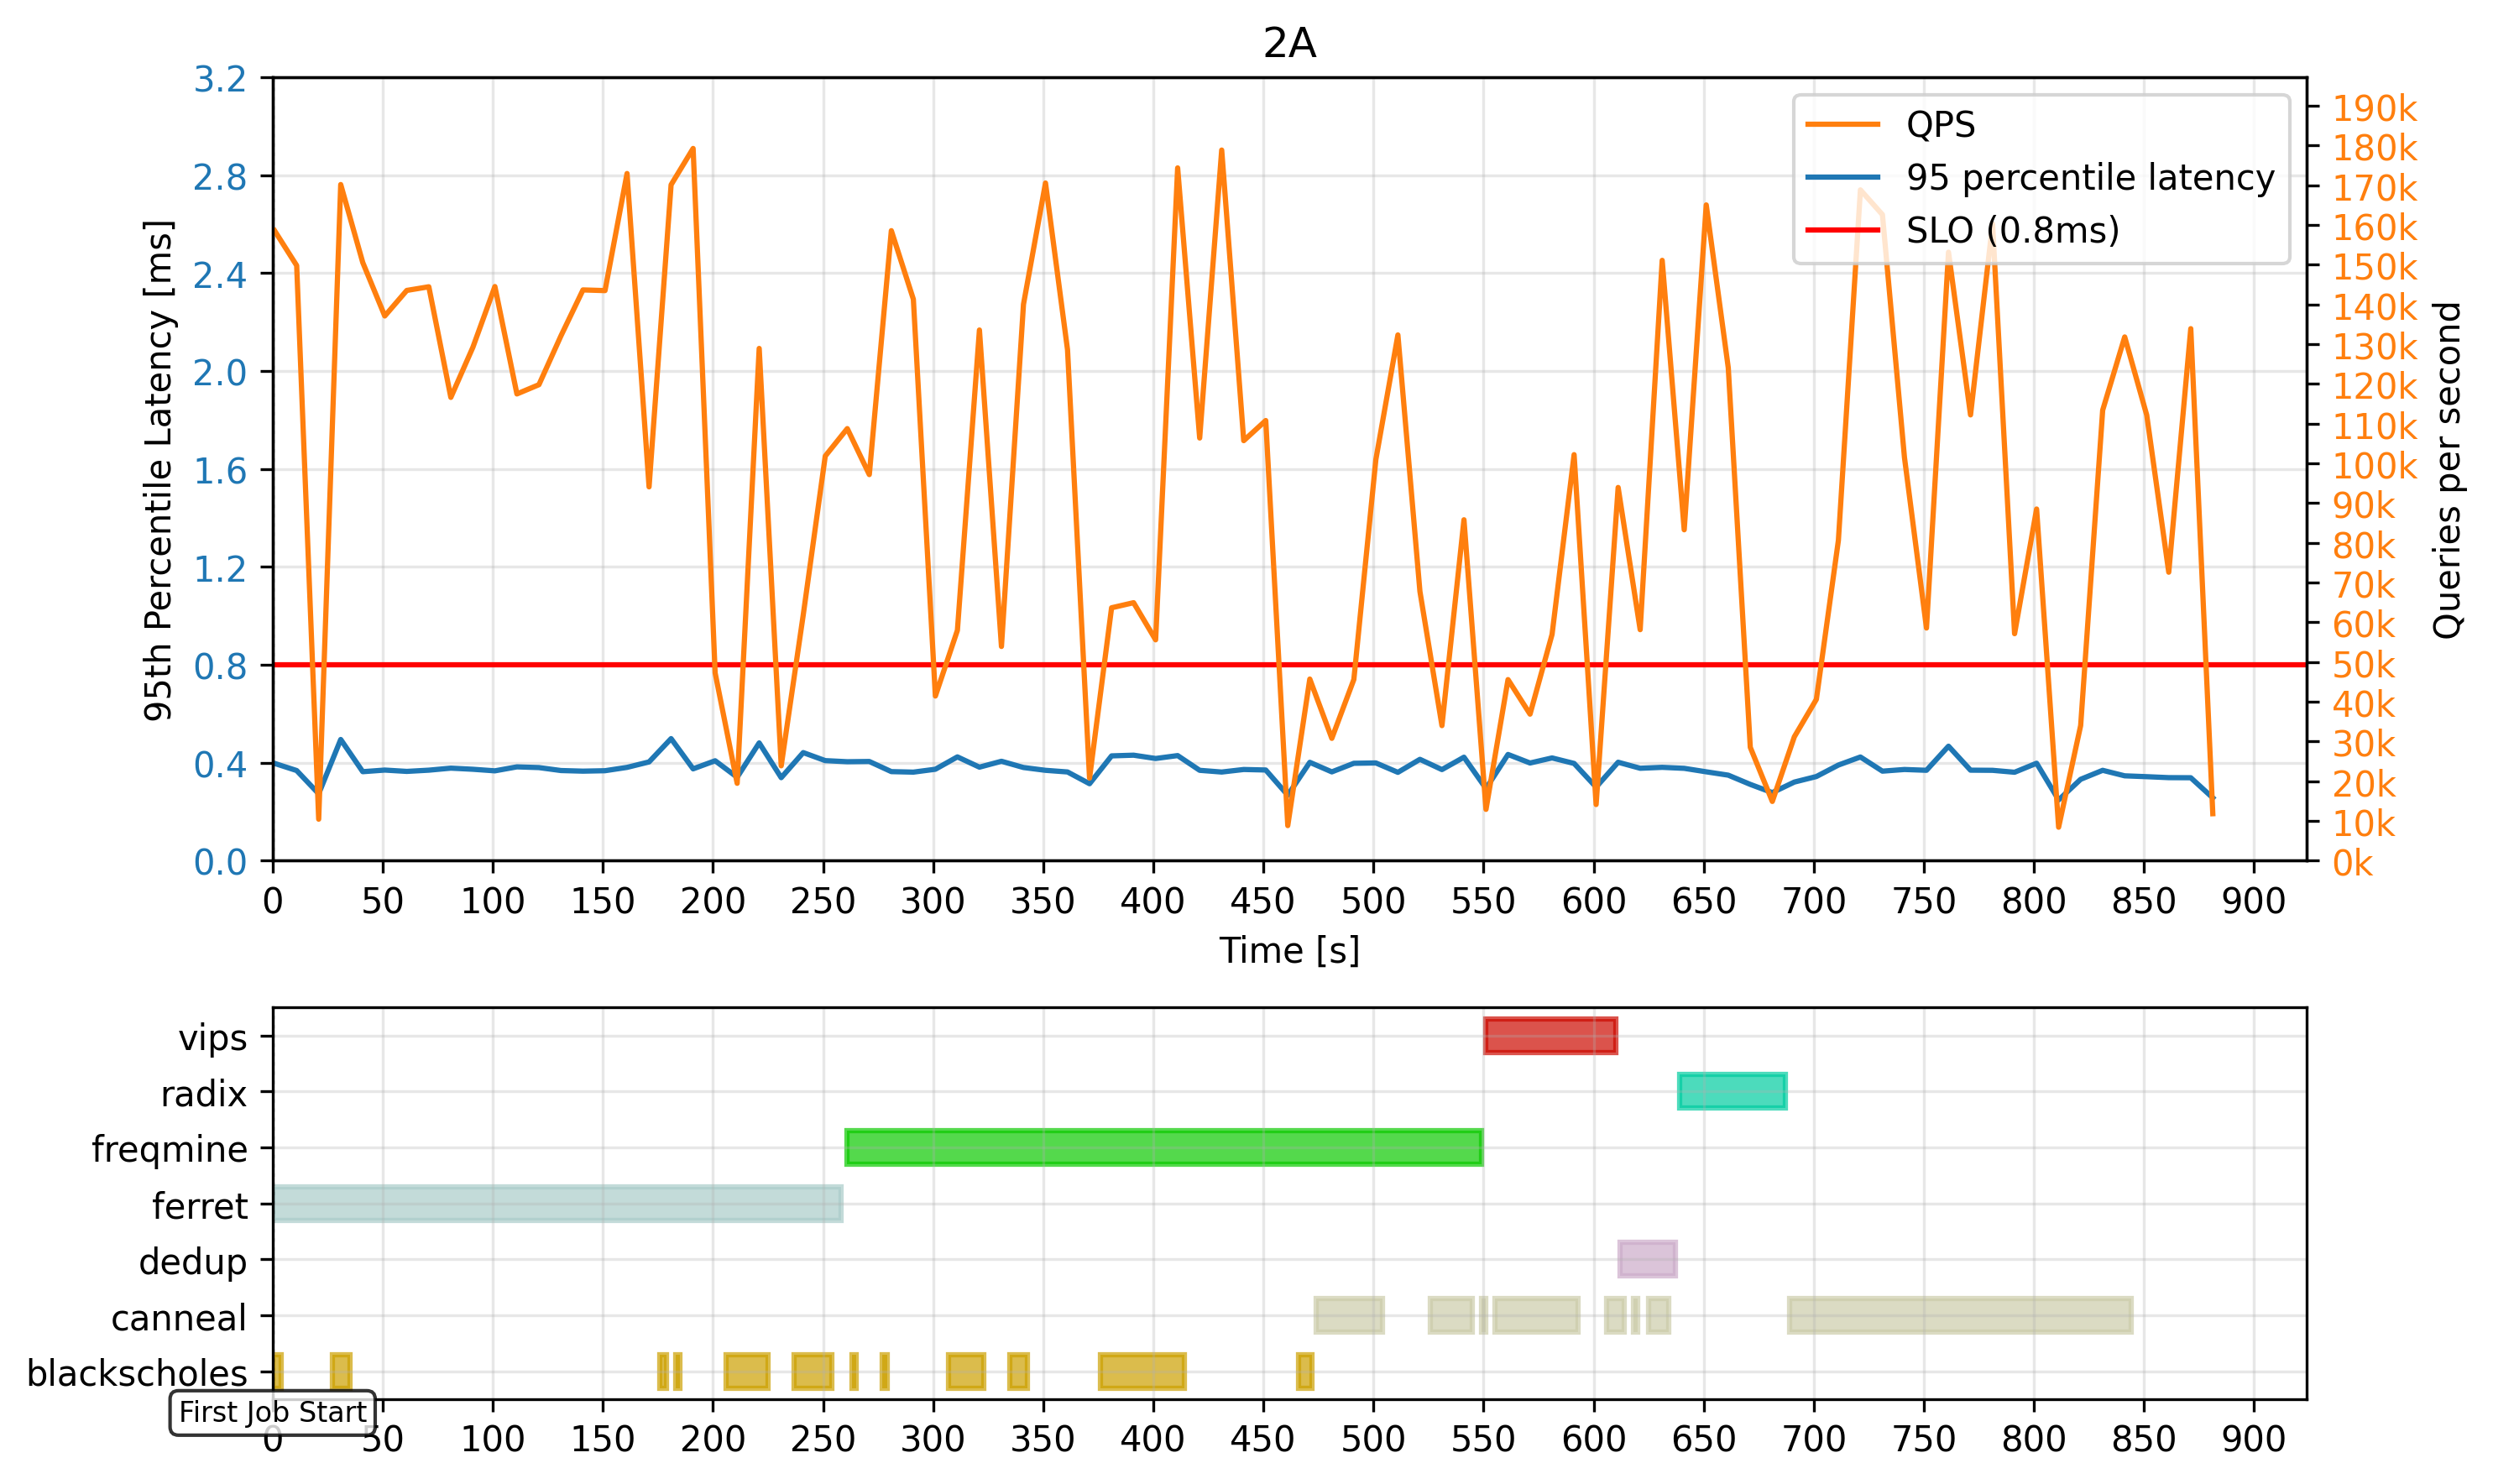 2A
3.2
2.8
2.4
2.0
1.6
1.2
0.8
0.4
0.0
95th Percentile Latency [ms]
QPS
95 percentile latency
SLO (0.8ms)
190k
180k
170k
160k
150k
140k
130k
120k
110k
100k
90k
80k
70k
60k
50k
40k
30k
20k
10k
0k
Queries per second
0 50 100 150 200 250 300 350 400 450 500 550 600 650 700 750 800 850 900
Time [s]
vips
radix
freqmine
ferret
dedup
canneal
blackscholes
First Job Start
0 50 100 150 200 250 300 350 400 450 500 550 600 650 700 750 800 850 900